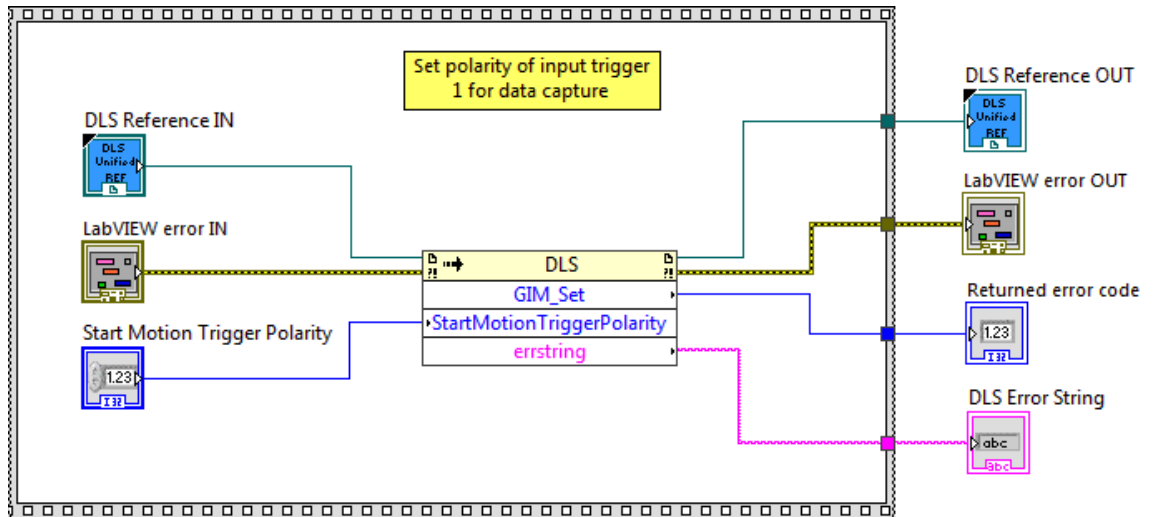 Set polarity of input trigger
1 for data capture
DLS Reference OUT
DLS
Unified
REF
DLS Reference IN
DLS
Unified
REF
LabVIEW error OUT
LabVIEW error IN
?!
DLS
?!
GIM_Set
Returned error code
1.23
I32
StartMotionTriggerPolarity
Start Motion Trigger Polarity
1.23
I32
errstring
DLS Error String
abc
abc